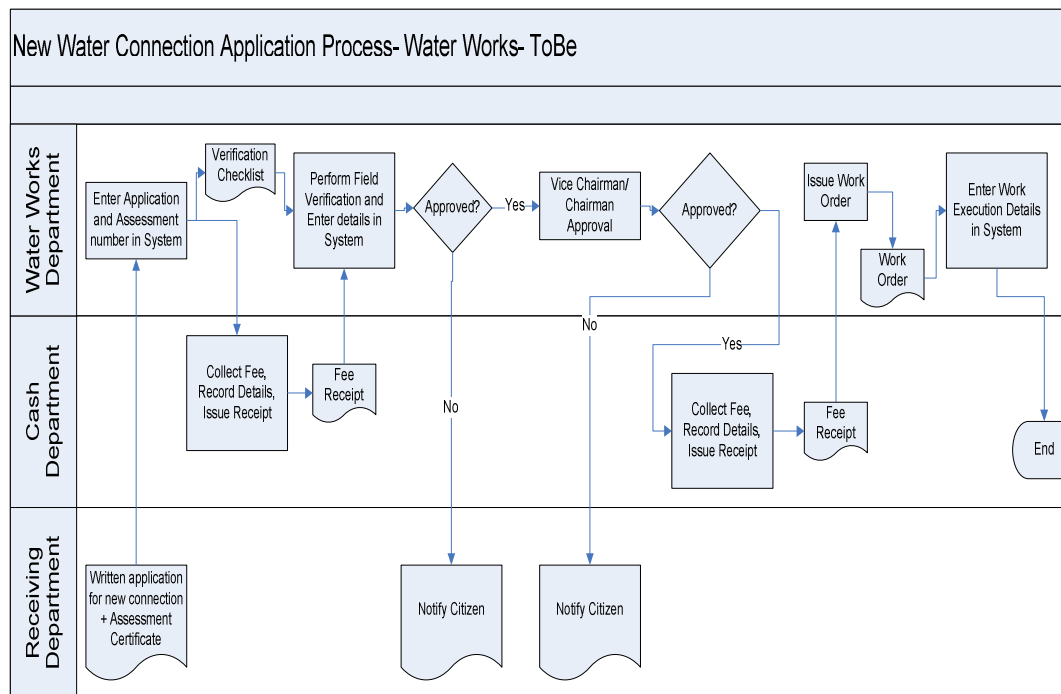 New Water Connection Application Process- Water Works- ToBe
Water Works
Department
Enter Application
and Assessment
number in System
Verification
Checklist
Perform Field
Verification and
Enter details in
System
Approved?
Yes
Vice Chairman/
Chairman
Approval
Approved?
Issue Work
Order
Work
Order
Enter Work
Execution Details
in System
Cash
Department
Collect Fee,
Record Details,
Issue Receipt
Fee
Receipt
No
No
Yes
Collect Fee,
Record Details,
Issue Receipt
Fee
Receipt
End
Receiving
Department
Written application
for new connection
+ Assessment
Certificate
Notify Citizen
Notify Citizen